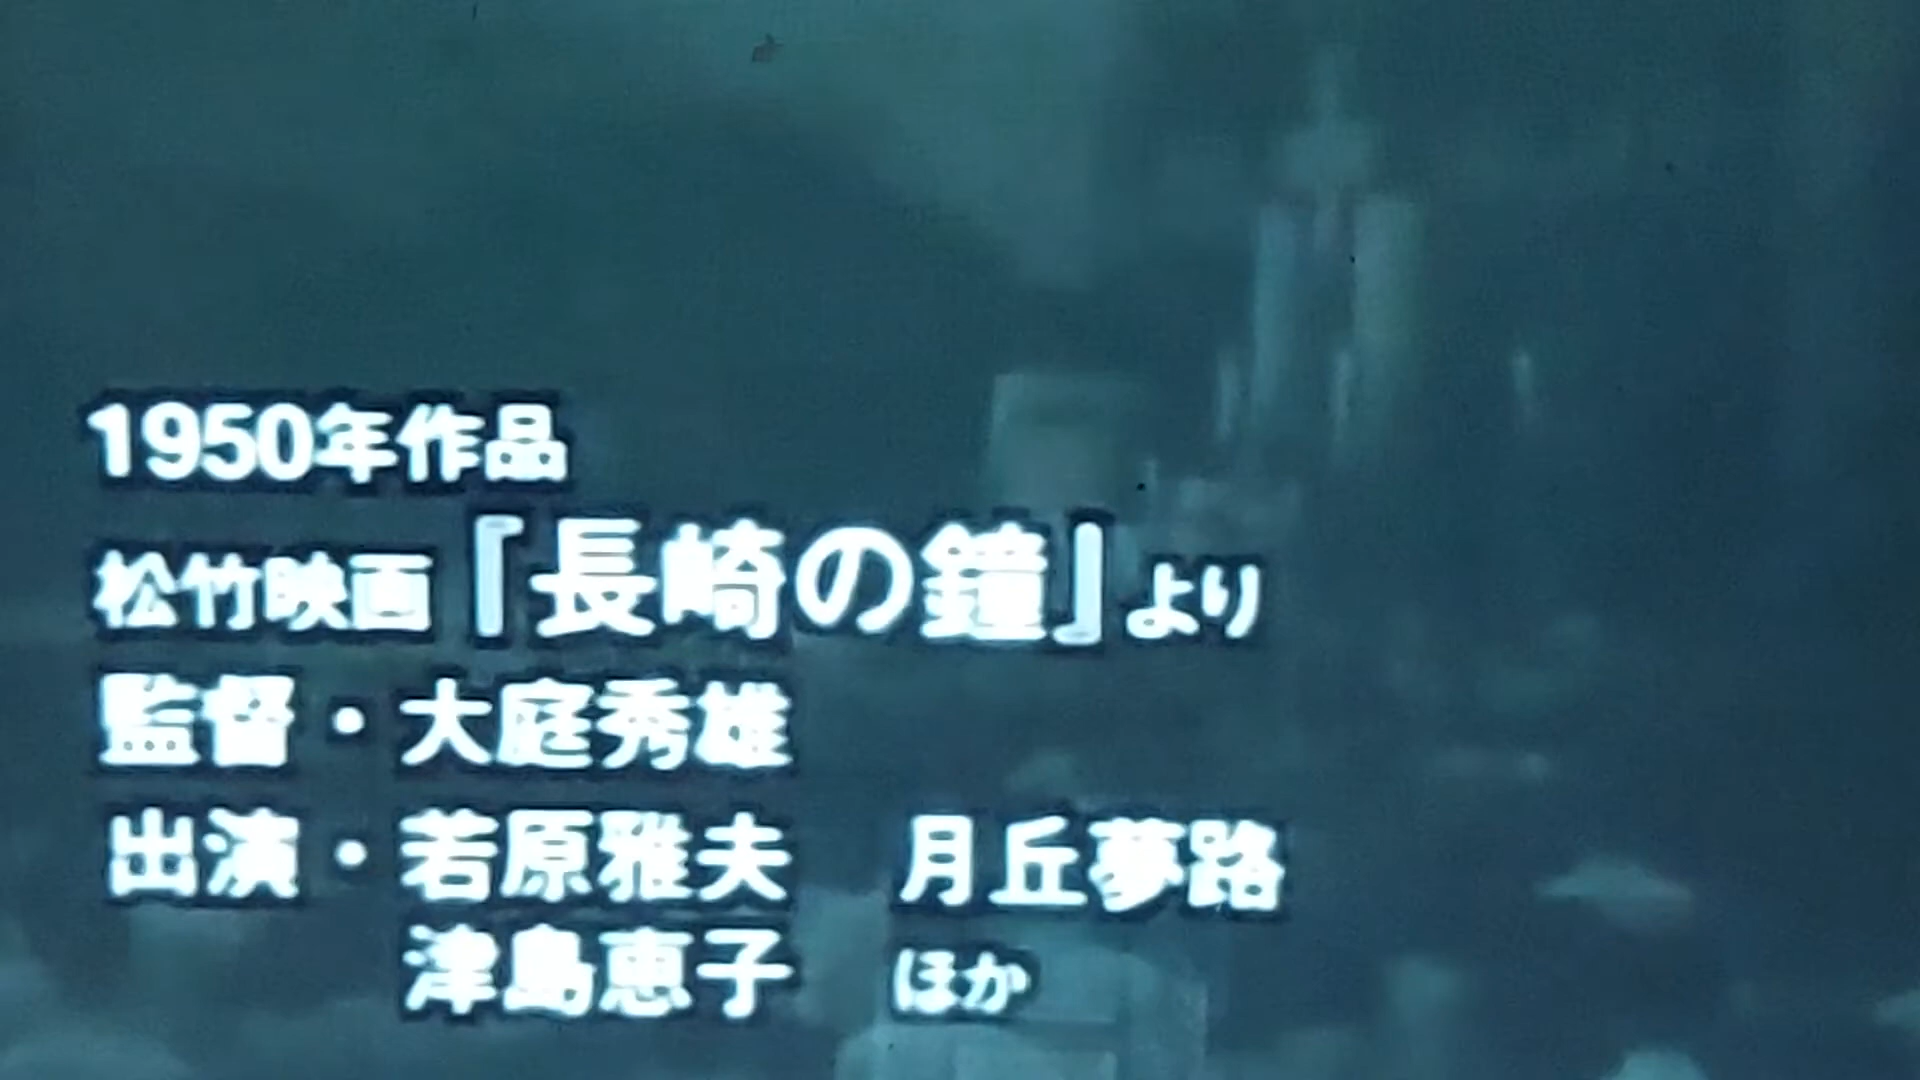 1950年作品
松竹映画『長崎の鐘』より
監督・大庭秀雄
出演・若原雅夫　月丘夢路
津島恵子　ほか